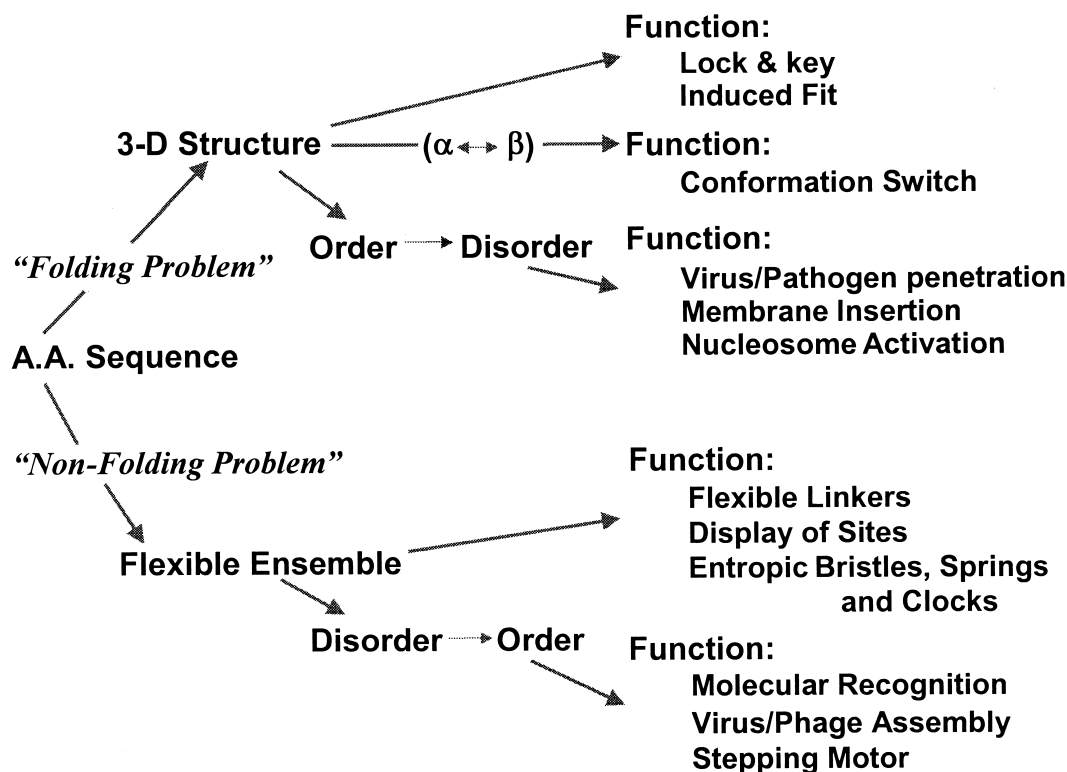 Function:
Lock & key
Induced Fit
3-D Structure
(α ↔ β)
Function:
Conformation Switch
Order → Disorder
Function:
Virus/Pathogen penetration
Membrane Insertion
Nucleosome Activation
“Folding Problem”
A.A. Sequence
“Non-Folding Problem”
Function:
Flexible Linkers
Display of Sites
Entropic Bristles, Springs
and Clocks
Flexible Ensemble
Disorder → Order
Function:
Molecular Recognition
Virus/Phage Assembly
Stepping Motor